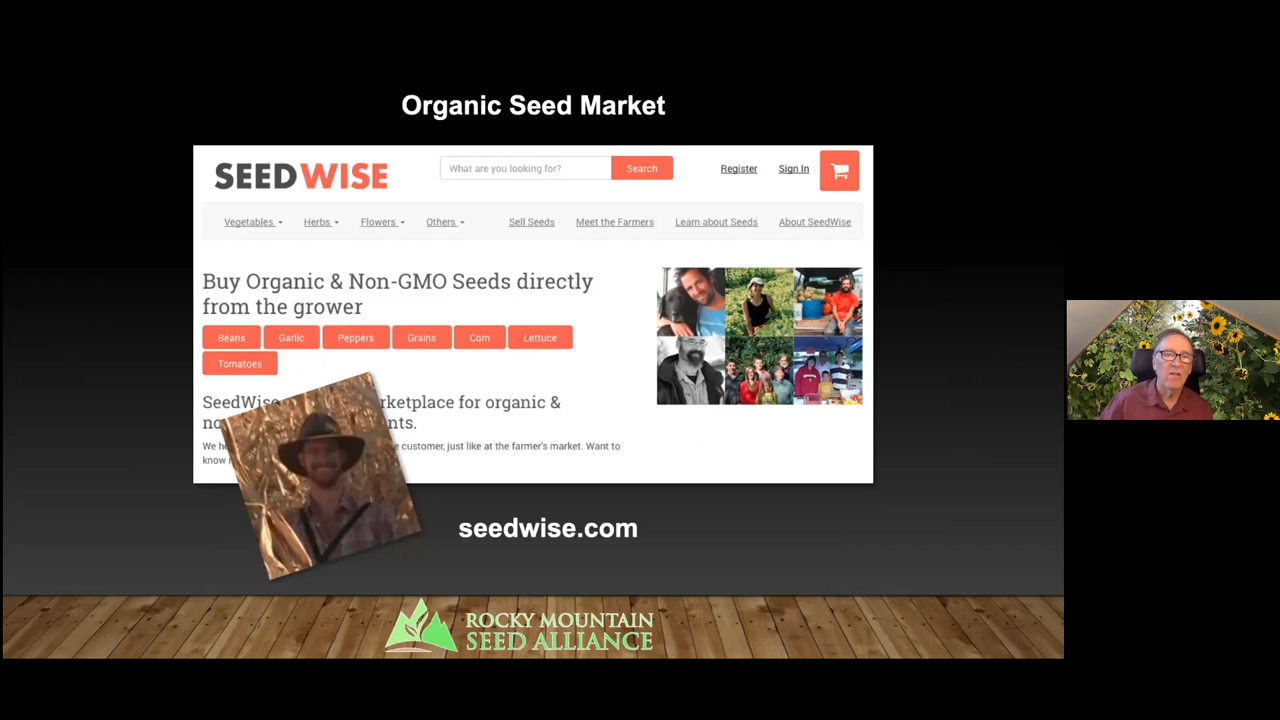 Organic Seed Market
SEEDWISE
What are you looking for?
Search
Register
Sign In
Vegetables
Herbs
Flowers
Others
Sell Seeds
Meet the Farmers
Learn about Seeds
About SeedWise
Buy Organic & Non-GMO Seeds directly
from the grower
Beans
Garlic
Peppers
Grains
Corn
Lettuce
Tomatoes
SeedWise rketplace for organic &
nts.
We customer, just like at the farmer's market. Want to
know
seedwise.com
ROCKY MOUNTAIN
SEED ALLIANCE